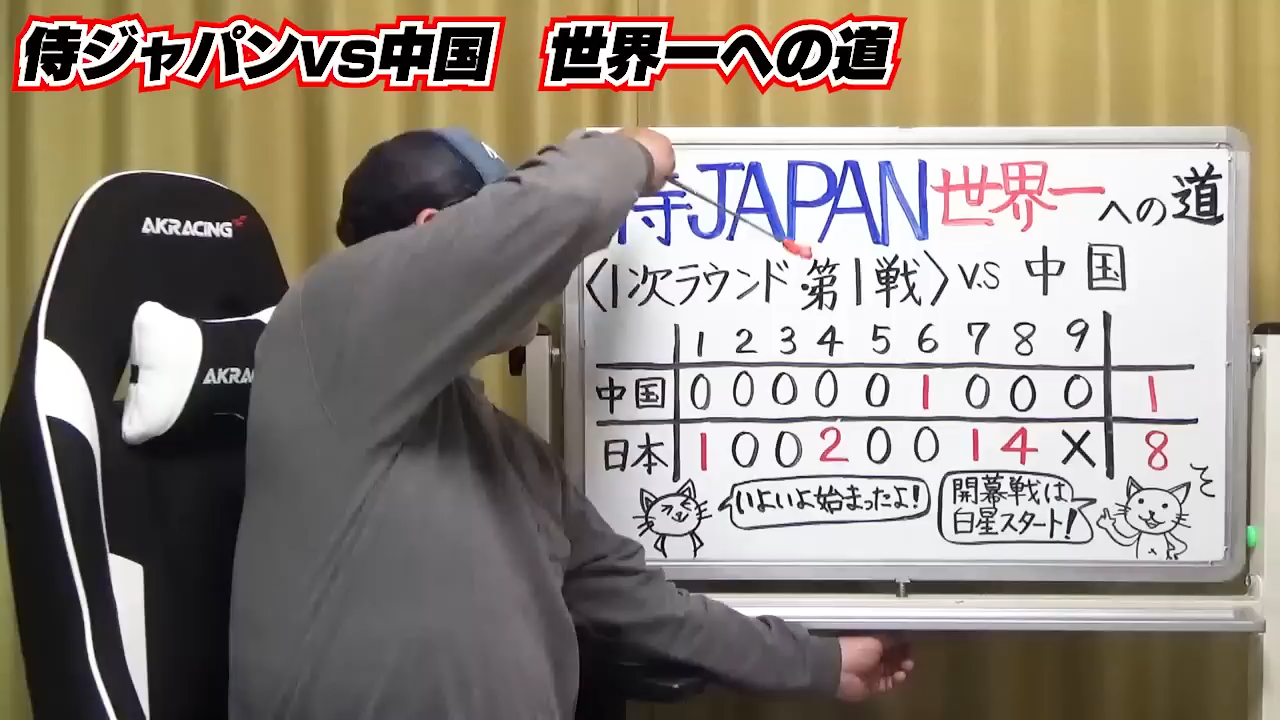 侍ジャパンvs中国 世界一への道
AKRACING
AKRA
侍JAPAN世界一への道
〈1次ラウンド第1戦〉VS中国
1 2 3 4 5 6 7 8 9
中国 0 0 0 0 0 1 0 0 0 1
日本 1 0 0 2 0 0 1 4 X 8
いよいよ始まったよ!
開幕戦は
白星スタート!
そ